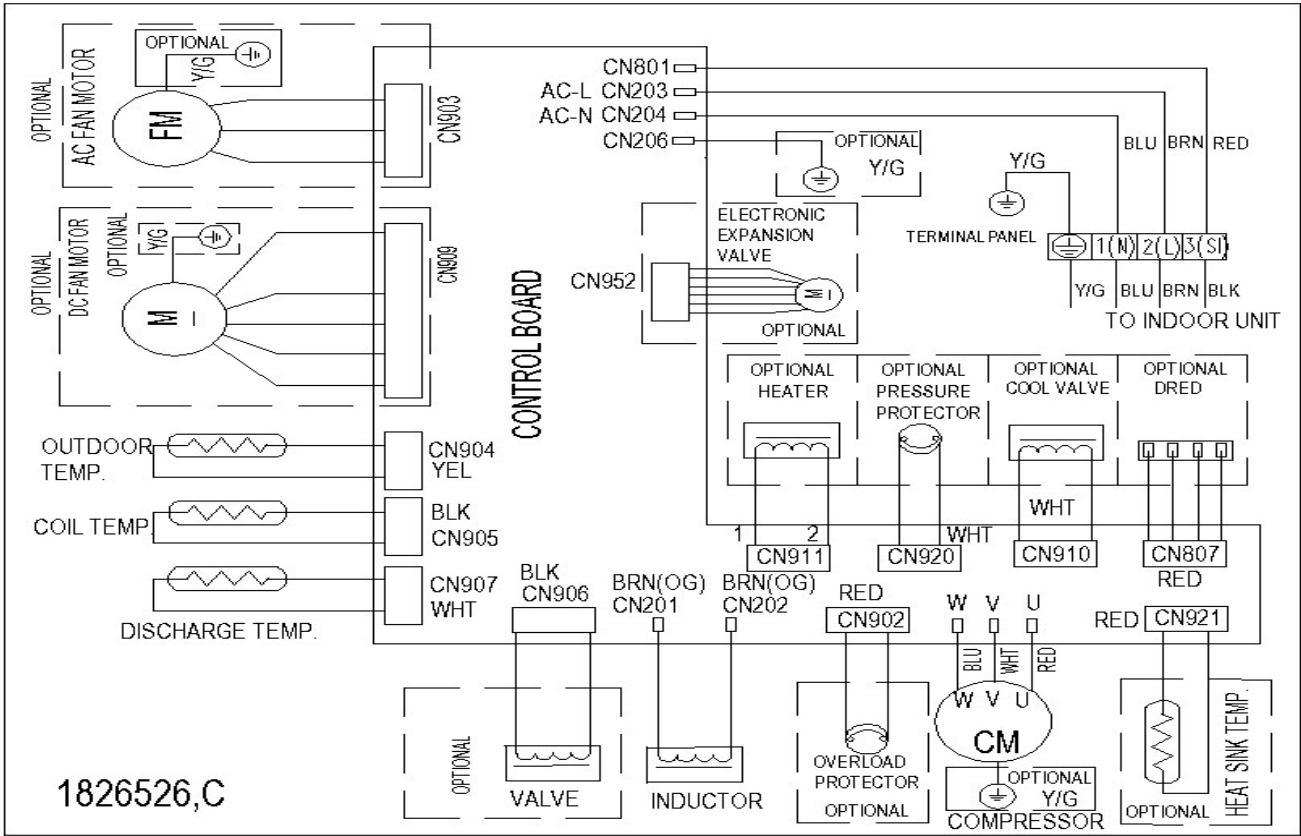 OPTIONAL
AC FAN MOTOR
OPTIONAL
Y/G
FM
CN903
CN801
AC-L CN203
AC-N CN204
CN206
OPTIONAL
Y/G
BLU BRN RED
Y/G
TERMINAL PANEL
1(N) 2(L) 3(SI)
Y/G BLU BRN BLK
TO INDOOR UNIT
OPTIONAL
DC FAN MOTOR
OPTIONAL
Y/G
M
CN909
CONTROL BOARD
ELECTRONIC
EXPANSION
VALVE
CN952
M
OPTIONAL
OPTIONAL
HEATER
OPTIONAL
PRESSURE
PROTECTOR
OPTIONAL
COOL VALVE
OPTIONAL
DRED
OUTDOOR
TEMP.
CN904
YEL
COIL TEMP.
BLK
CN905
DISCHARGE TEMP.
CN907
WHT
1 2
CN911
WHT
CN920
WHT
CN910
CN807
RED
BLK
CN906
BRN(OG)
CN201
BRN(OG)
CN202
RED
CN902
W V U
BLU WHT RED
RED CN921
OPTIONAL
VALVE
INDUCTOR
OVERLOAD
PROTECTOR
OPTIONAL
W V U
CM
OPTIONAL
Y/G
COMPRESSOR
HEAT SINK TEMP.
OPTIONAL
1826526,C